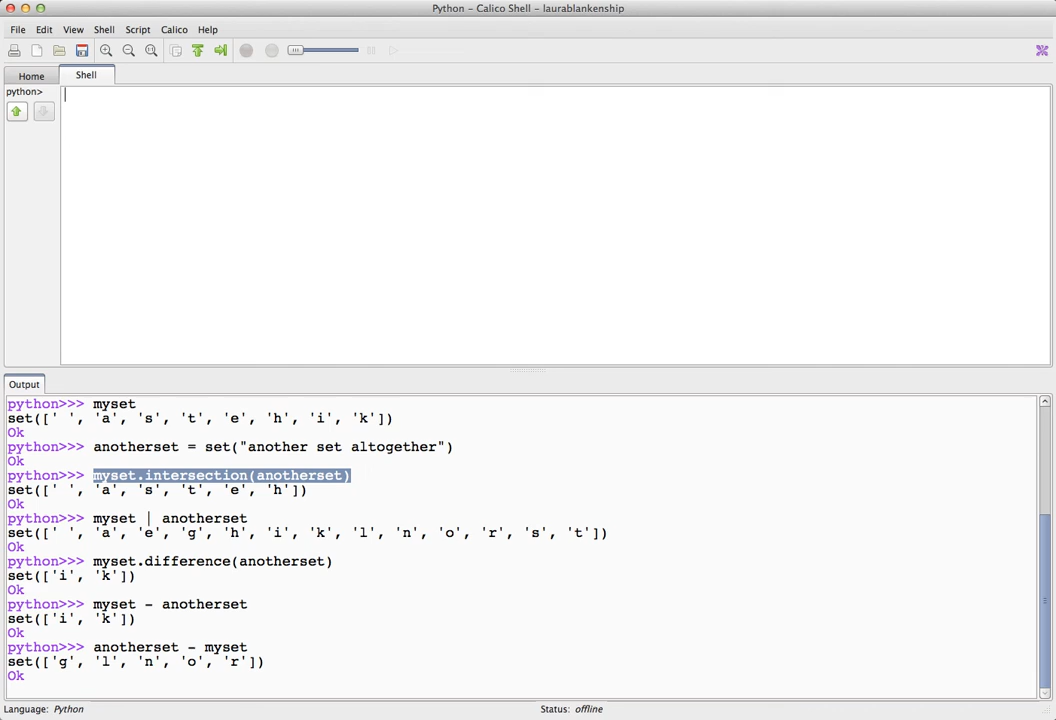 Python - Calico Shell - laurablankenship
File Edit View Shell Script Calico Help
Home Shell
python>
Output
python>>> myset
set([' ', 'a', 's', 't', 'e', 'h', 'i', 'k'])
Ok
python>>> anotherset = set("another set altogether")
Ok
python>>> myset.intersection(anotherset)
set([' ', 'a', 's', 't', 'e', 'h'])
Ok
python>>> myset | anotherset
set([' ', 'a', 'e', 'g', 'h', 'i', 'k', 'l', 'n', 'o', 'r', 's', 't'])
Ok
python>>> myset.difference(anotherset)
set(['i', 'k'])
Ok
python>>> myset - anotherset
set(['i', 'k'])
Ok
python>>> anotherset - myset
set(['g', 'l', 'n', 'o', 'r'])
Ok
Language: Python Status: offline